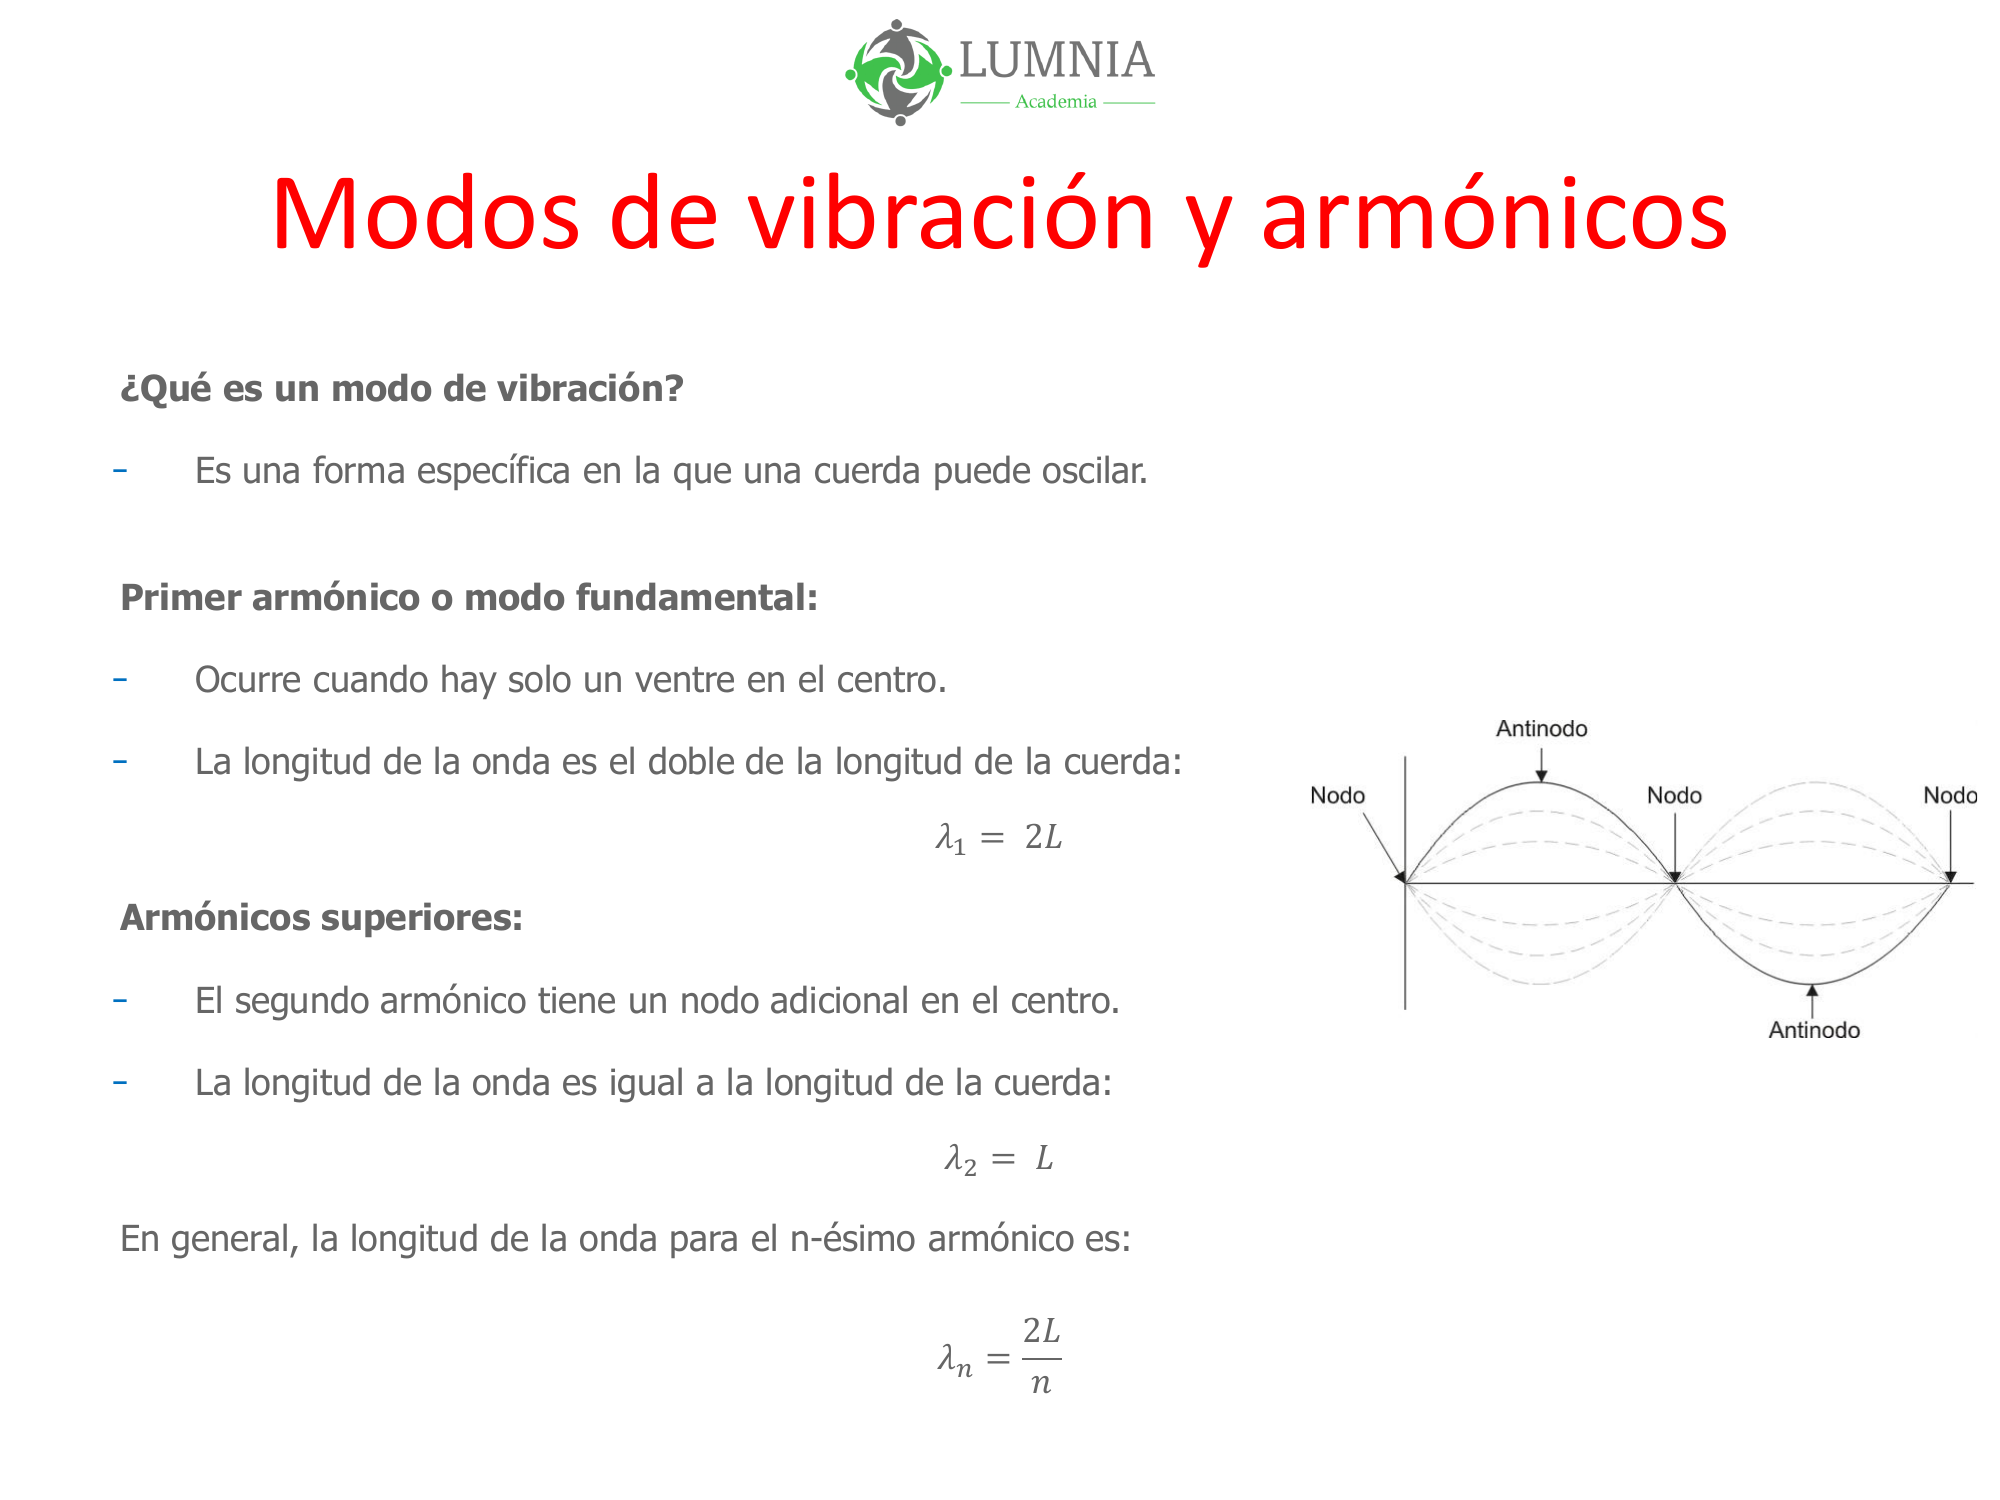 LUMNIA
Academia
Modos de vibración y armónicos
¿Qué es un modo de vibración?
- Es una forma específica en la que una cuerda puede oscilar.
Primer armónico o modo fundamental:
- Ocurre cuando hay solo un ventre en el centro.
- La longitud de la onda es el doble de la longitud de la cuerda:
λ₁ = 2L
Armónicos superiores:
- El segundo armónico tiene un nodo adicional en el centro.
- La longitud de la onda es igual a la longitud de la cuerda:
λ₂ = L
En general, la longitud de la onda para el n-ésimo armónico es:
λₙ = 2L/n
Antinodo
Nodo Nodo Nodo
Antinodo